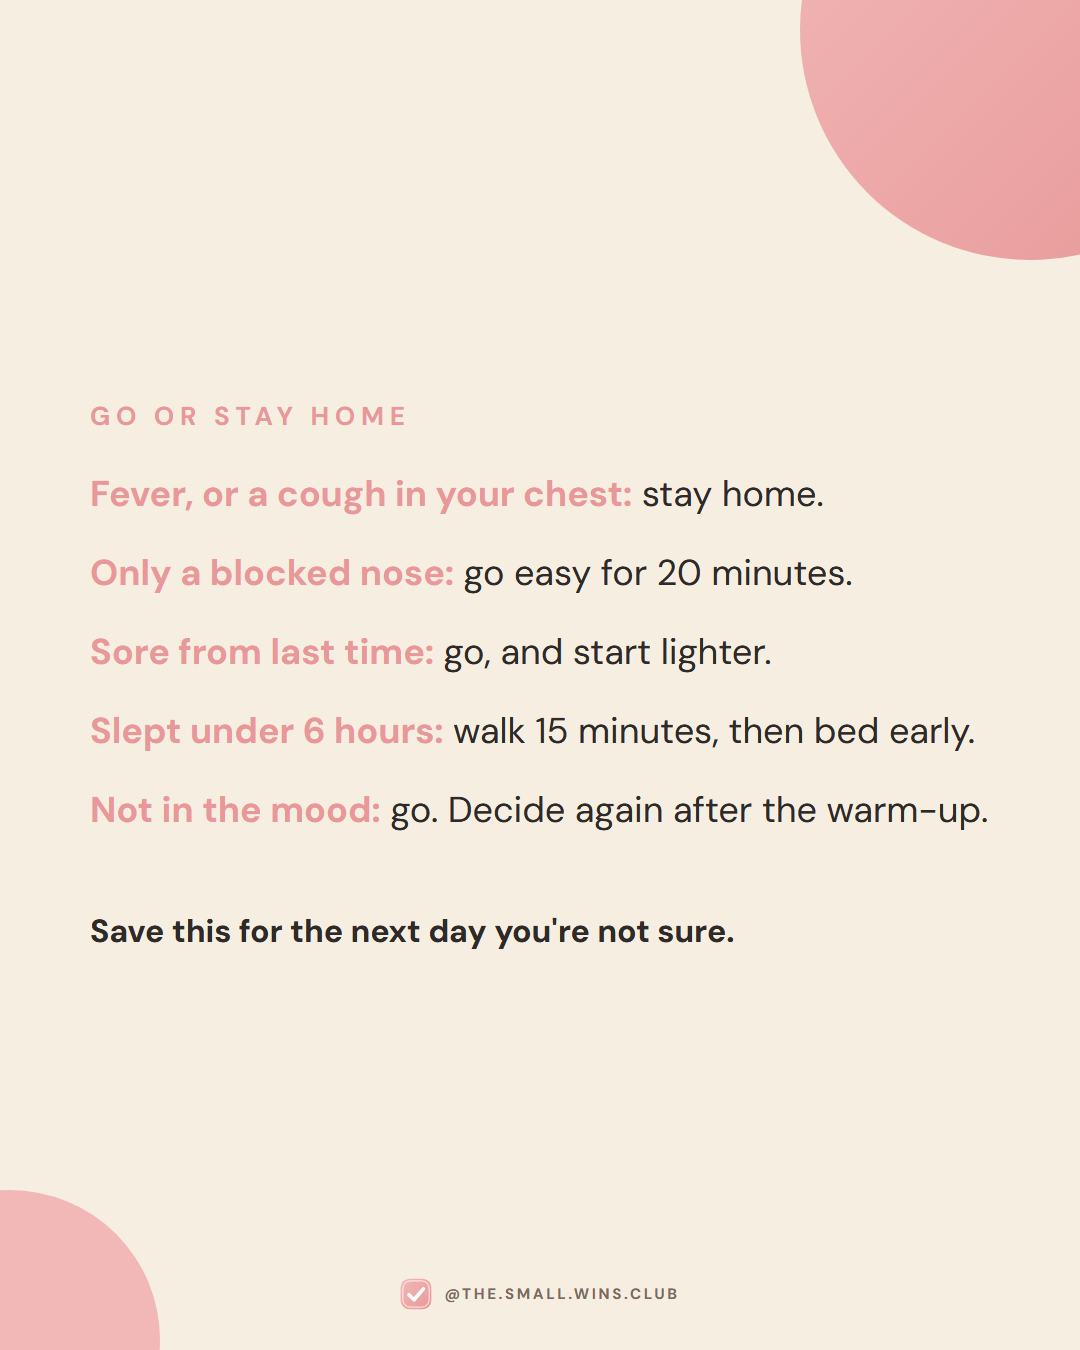 GO OR STAY HOME
Fever, or a cough in your chest: stay home.
Only a blocked nose: go easy for 20 minutes.
Sore from last time: go, and start lighter.
Slept under 6 hours: walk 15 minutes, then bed early.
Not in the mood: go. Decide again after the warm-up.
Save this for the next day you're not sure.
@THE.SMALL.WINS.CLUB